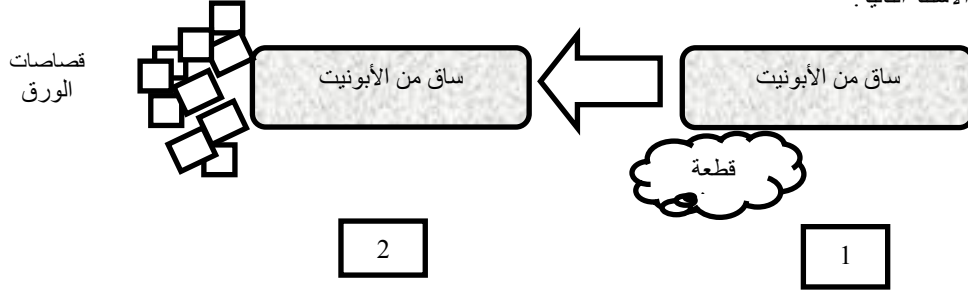 ساق من الأبونيت
ساق من الأبونيت
قصاصات
الورق
قطعة
1
2